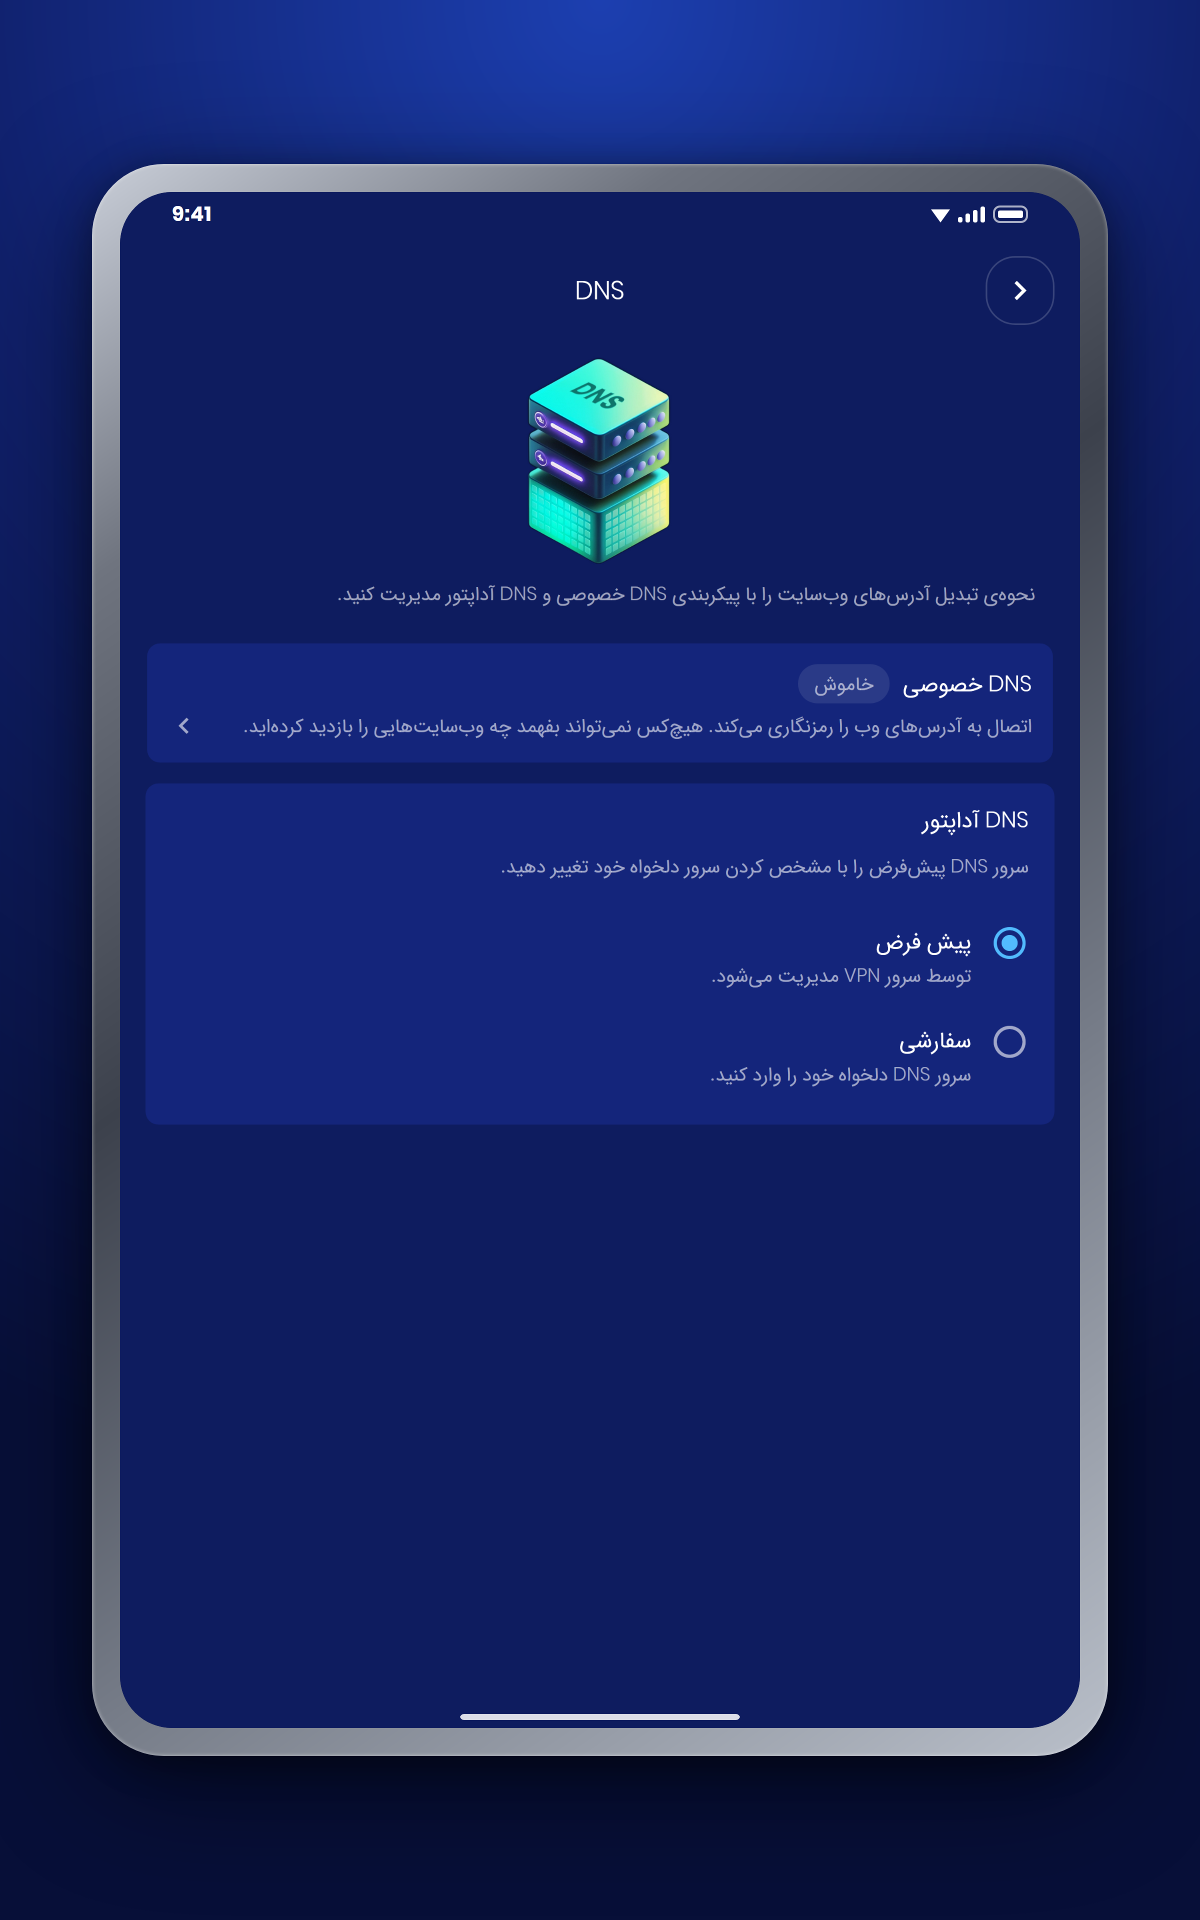 9:41
DNS
DNS
نحوه‌ی تبدیل آدرس‌های وب‌سایت را با پیکربندی DNS خصوصی و DNS آداپتور مدیریت کنید.
DNS خصوصی خاموش
اتصال به آدرس‌های وب را رمزنگاری می‌کند. هیچ‌کس نمی‌تواند بفهمد چه وب‌سایت‌هایی را بازدید کرده‌اید.
DNS آداپتور
سرور DNS پیش‌فرض را با مشخص کردن سرور دلخواه خود تغییر دهید.
پیش فرض
توسط سرور VPN مدیریت می‌شود.
سفارشی
سرور DNS دلخواه خود را وارد کنید.